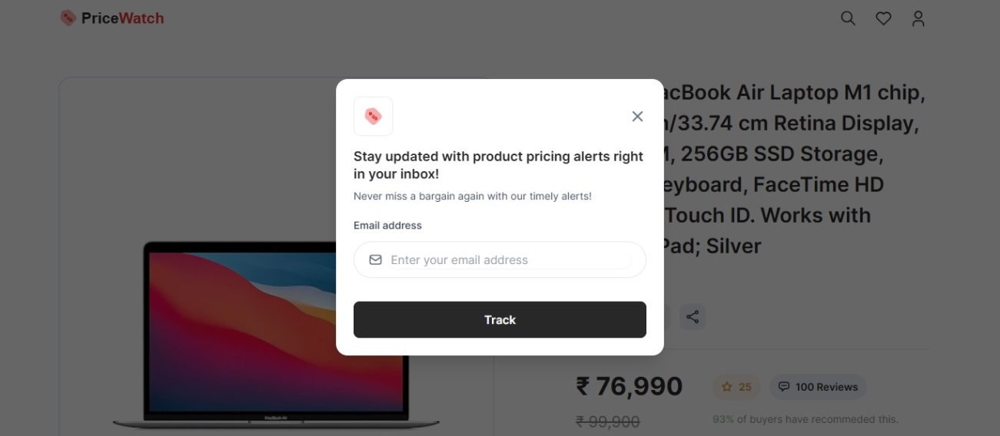 PriceWatch
acBook Air Laptop M1 chip,
/33.74 cm Retina Display,
, 256GB SSD Storage,
eyboard, FaceTime HD
Touch ID. Works with
Pad; Silver
Stay updated with product pricing alerts right
in your inbox!
Never miss a bargain again with our timely alerts!
Email address
Enter your email address
Track
MacBook Air
₹ 76,990
25
100 Reviews
₹ 99,900
93% of buyers have recommeded this.